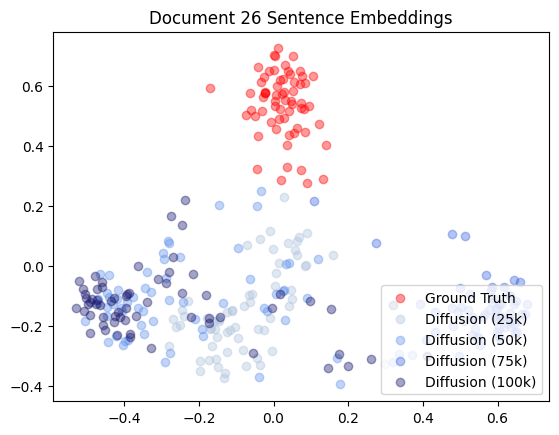 Document 26 Sentence Embeddings
0.6
0.4
0.2
0.0
−0.2
−0.4
Ground Truth
Diffusion (25k)
Diffusion (50k)
Diffusion (75k)
Diffusion (100k)
−0.4 −0.2 0.0 0.2 0.4 0.6